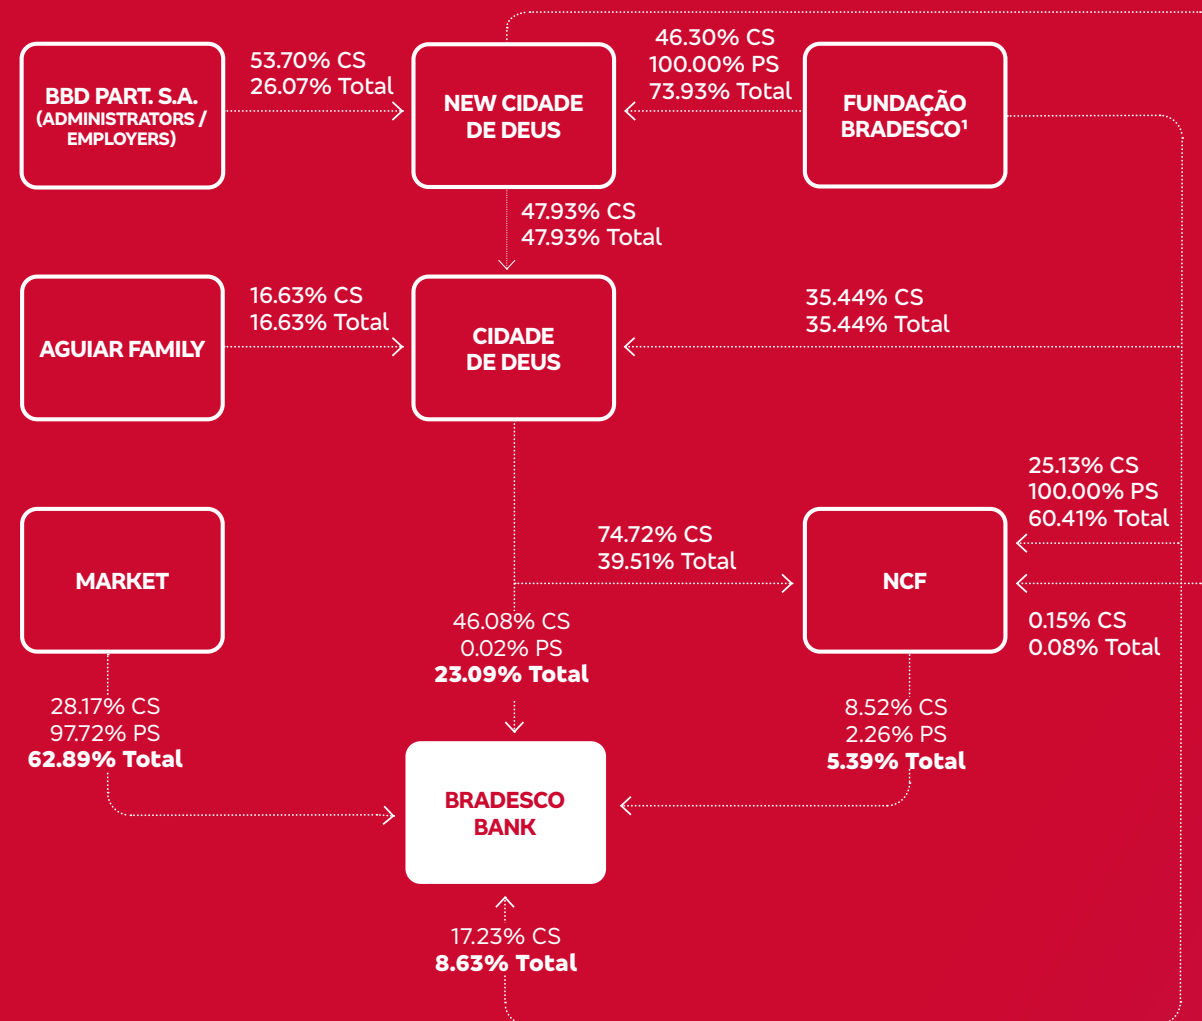 BBD PART. S.A.
(ADMINISTRATORS /
EMPLOYERS)
53.70% CS
26.07% Total
NEW CIDADE
DE DEUS
46.30% CS
100.00% PS
73.93% Total
FUNDAÇÃO
BRADESCO¹
47.93% CS
47.93% Total
AGUIAR FAMILY
16.63% CS
16.63% Total
CIDADE
DE DEUS
35.44% CS
35.44% Total
25.13% CS
100.00% PS
60.41% Total
MARKET
74.72% CS
39.51% Total
NCF
46.08% CS
0.02% PS
23.09% Total
0.15% CS
0.08% Total
28.17% CS
97.72% PS
62.89% Total
8.52% CS
2.26% PS
5.39% Total
BRADESCO
BANK
17.23% CS
8.63% Total